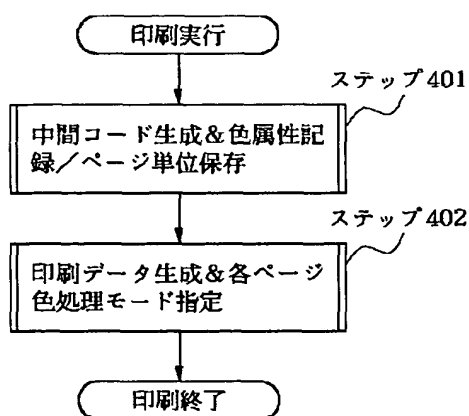 印刷実行
ステップ401
中間コード生成&色属性記
録/ページ単位保存
ステップ402
印刷データ生成&各ページ
色処理モード指定
印刷終了